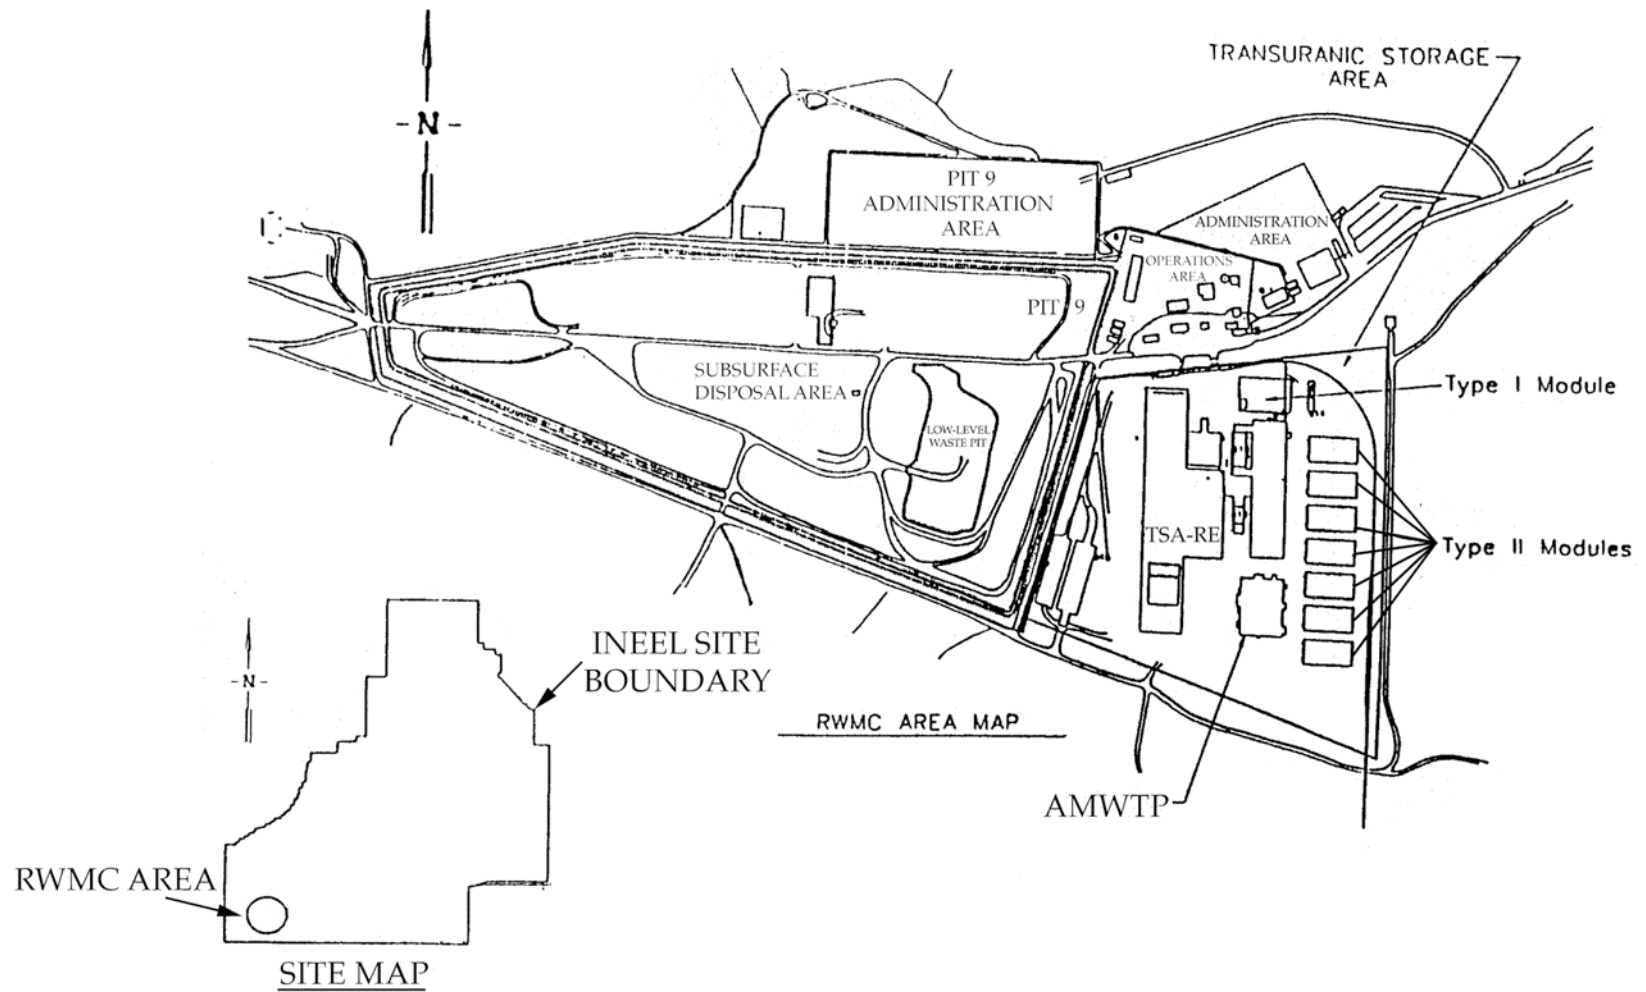 - N -
TRANSURANIC STORAGE
AREA
PIT 9
ADMINISTRATION
AREA
ADMINISTRATION
AREA
OPERATIONS
AREA
PIT 9
SUBSURFACE
DISPOSAL AREA
LOW-LEVEL
WASTE PIT
Type I Module
TSA-RE
Type II Modules
INEEL SITE
BOUNDARY
- N -
RWMC AREA MAP
AMWTP
RWMC AREA
SITE MAP